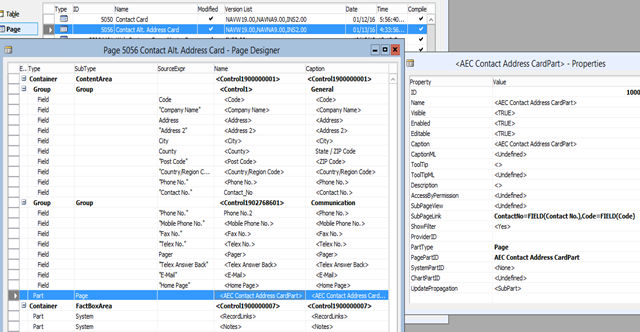 Type ID Name Modified Version List Date Time Compile
Table
5050 Contact Card NAVW19.00,NAVNA9.00,INS2.00 01/12/16 5:56:40...
Page
5056 Contact Alt. Address Card NAVW19.00,NAVNA9.00,INS2.00 01/13/16 4:33:56...
Page 5056 Contact Alt. Address Card - Page Designer
E... Type SubType SourceExpr Name Caption
Container ContentArea <Control1900000001> <Control1900000001>
Group Group <Control1> General
Field Code <Code> <Code>
Field "Company Name" <Company Name> <Company Name>
Field Address <Address> <Address>
Field "Address 2" <Address 2> <Address 2>
Field City <City> <City>
Field County <County> State / ZIP Code
Field "Post Code" <Post Code> <ZIP Code>
Field "Country/Region C... <Country/Region C... <Country/Region Code>
Field "Phone No." <Phone No.> <Phone No.>
Field "Contact No." Contact_No <Contact No.>
Group Group <Control1902768601> Communication
Field "Phone No." Phone No.2 <Phone No.>
Field "Mobile Phone No." <Mobile Phone No.> <Mobile Phone No.>
Field "Fax No." <Fax No.> <Fax No.>
Field "Telex No." <Telex No.> <Telex No.>
Field Pager <Pager> <Pager>
Field "Telex Answer Back" <Telex Answer Back> <Telex Answer Back>
Field "E-Mail" <E-Mail> <E-Mail>
Field "Home Page" <Home Page> <Home Page>
Part Page <AEC Contact Address CardPart> <AEC Contact Address Card...
Container FactBoxArea <Control1900000007> <Control1900000007>
Part System <RecordLinks> <RecordLinks>
Part System <Notes> <Notes>
<AEC Contact Address CardPart> - Properties
Property Value
ID 1000
Name <AEC Contact Address CardPart>
Visible <TRUE>
Enabled <TRUE>
Editable <TRUE>
Caption <AEC Contact Address CardPart>
CaptionML <Undefined>
ToolTip <>
ToolTipML <Undefined>
Description <>
AccessByPermission <Undefined>
SubPageView <Undefined>
SubPageLink ContactNo=FIELD(Contact No.),Code=FIELD(Code)
ShowFilter <Yes>
ProviderID
PartType Page
PagePartID AEC Contact Address CardPart
SystemPartID <None>
ChartPartID <Undefined>
UpdatePropagation <SubPart>